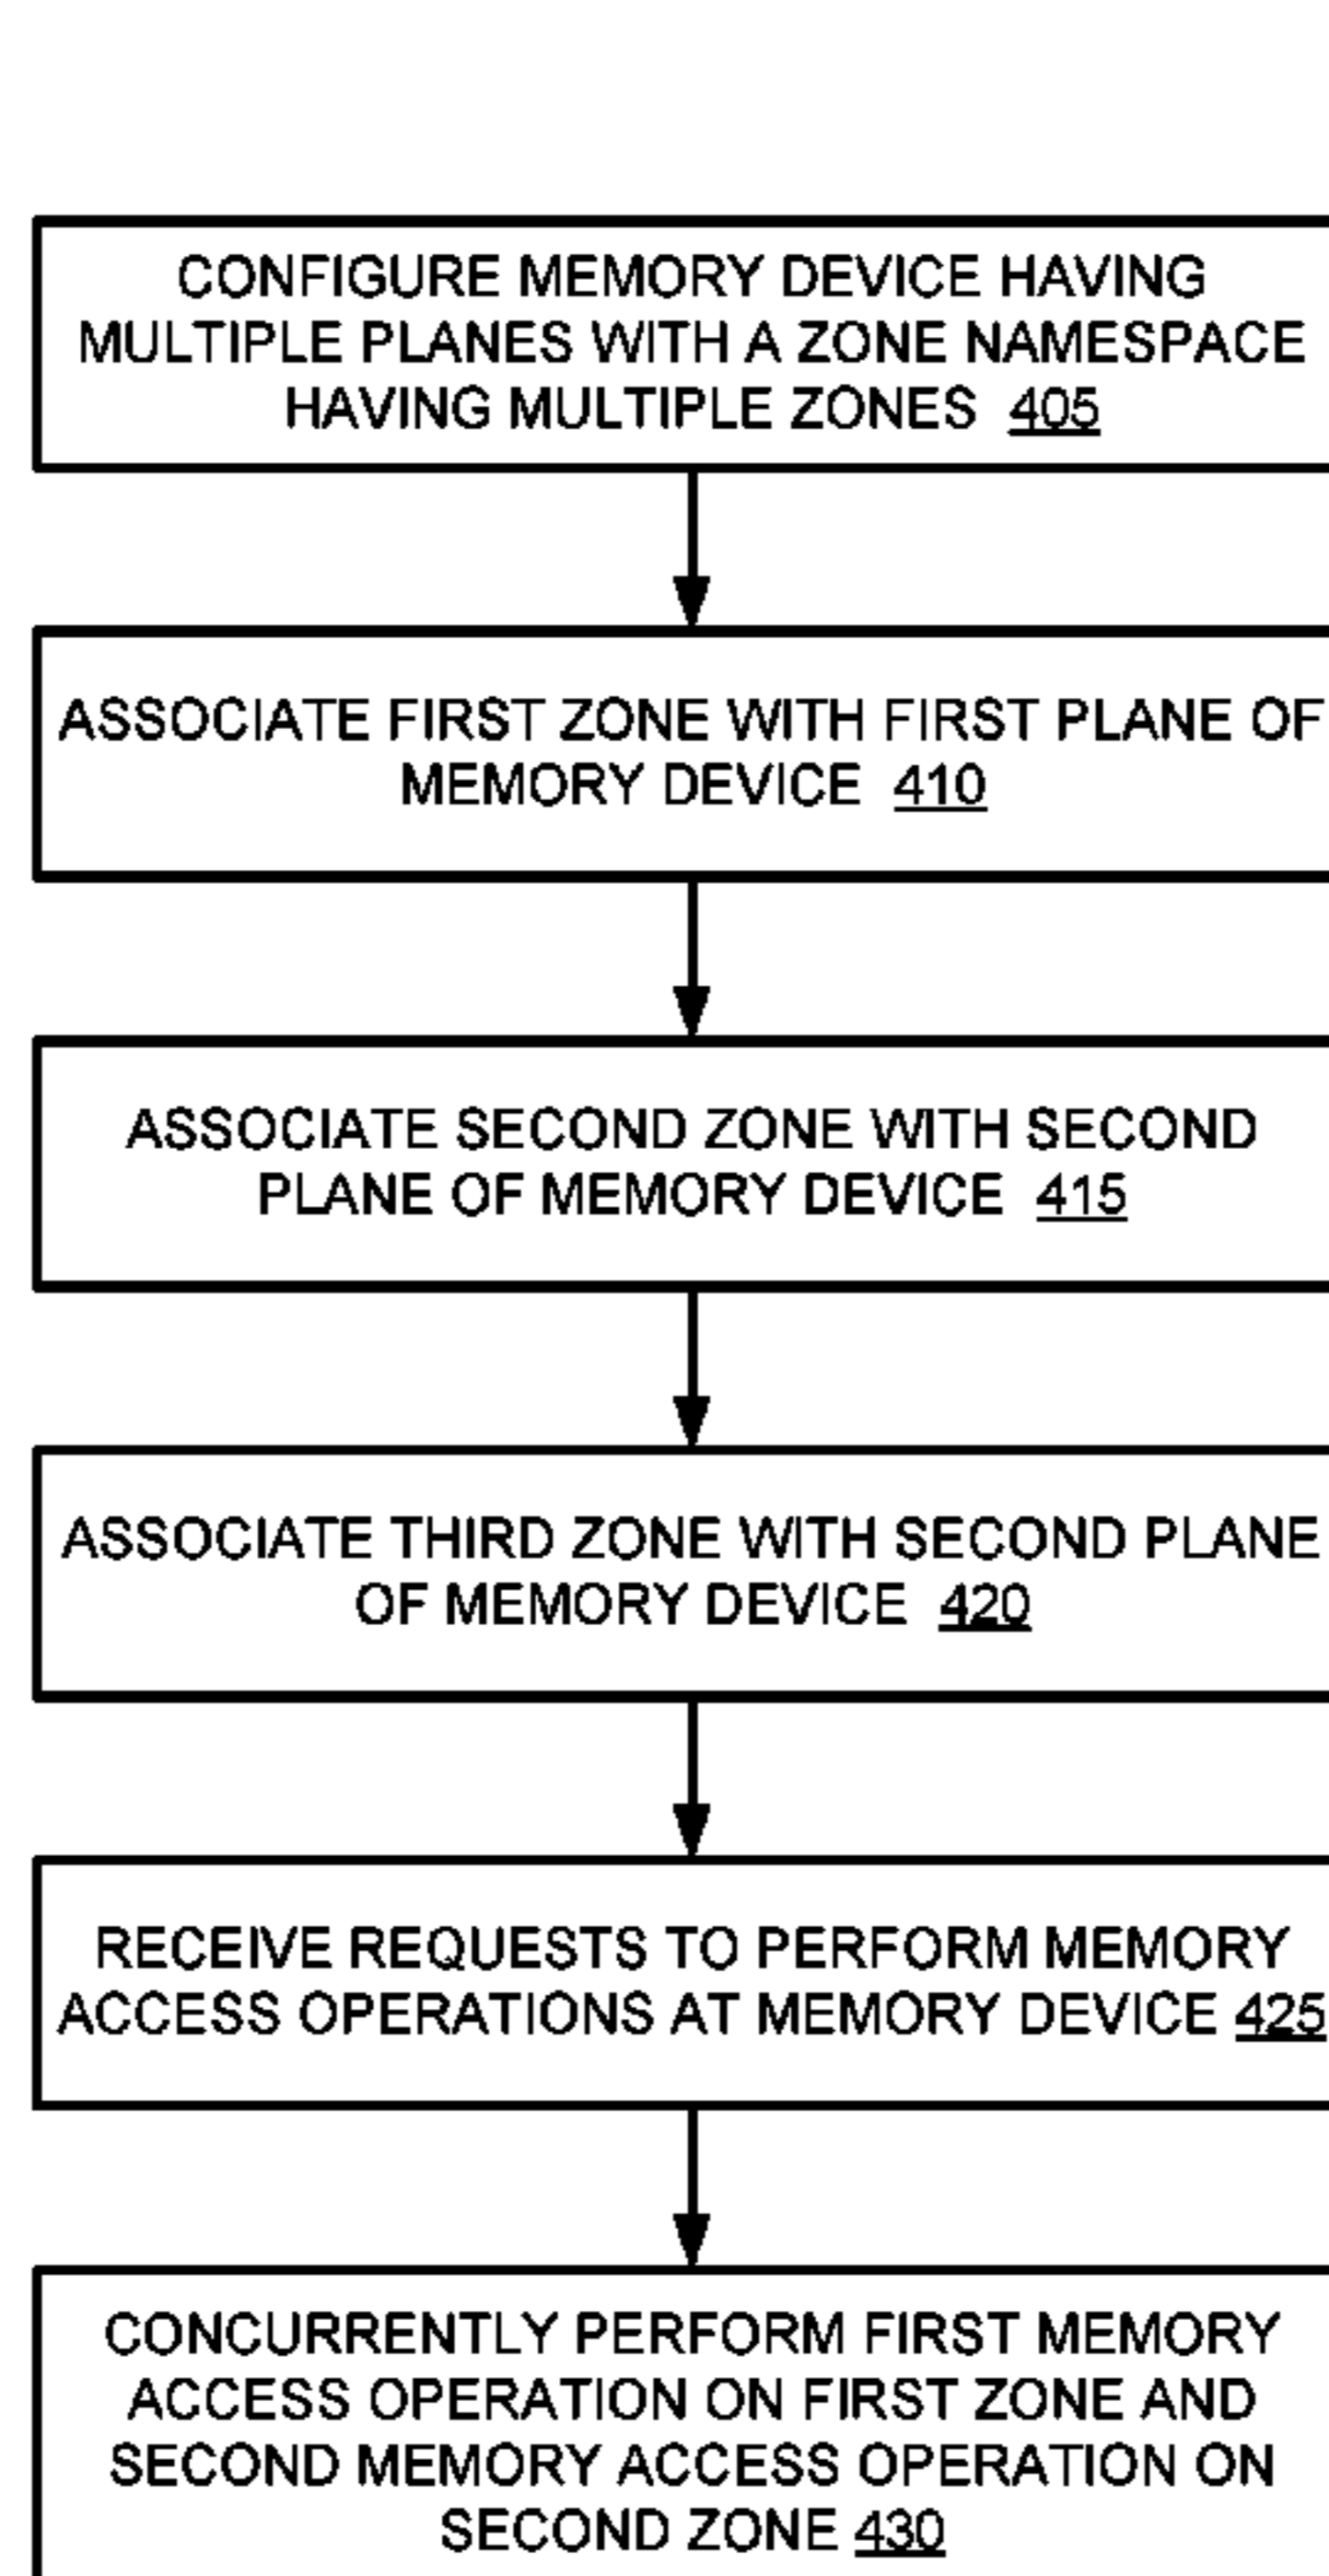 CONFIGURE MEMORY DEVICE HAVING
MULTIPLE PLANES WITH A ZONE NAMESPACE
HAVING MULTIPLE ZONES 405
ASSOCIATE FIRST ZONE WITH FIRST PLANE OF
MEMORY DEVICE 410
ASSOCIATE SECOND ZONE WITH SECOND
PLANE OF MEMORY DEVICE 415
ASSOCIATE THIRD ZONE WITH SECOND PLANE
OF MEMORY DEVICE 420
RECEIVE REQUESTS TO PERFORM MEMORY
ACCESS OPERATIONS AT MEMORY DEVICE 425
CONCURRENTLY PERFORM FIRST MEMORY
ACCESS OPERATION ON FIRST ZONE AND
SECOND MEMORY ACCESS OPERATION ON
SECOND ZONE 430